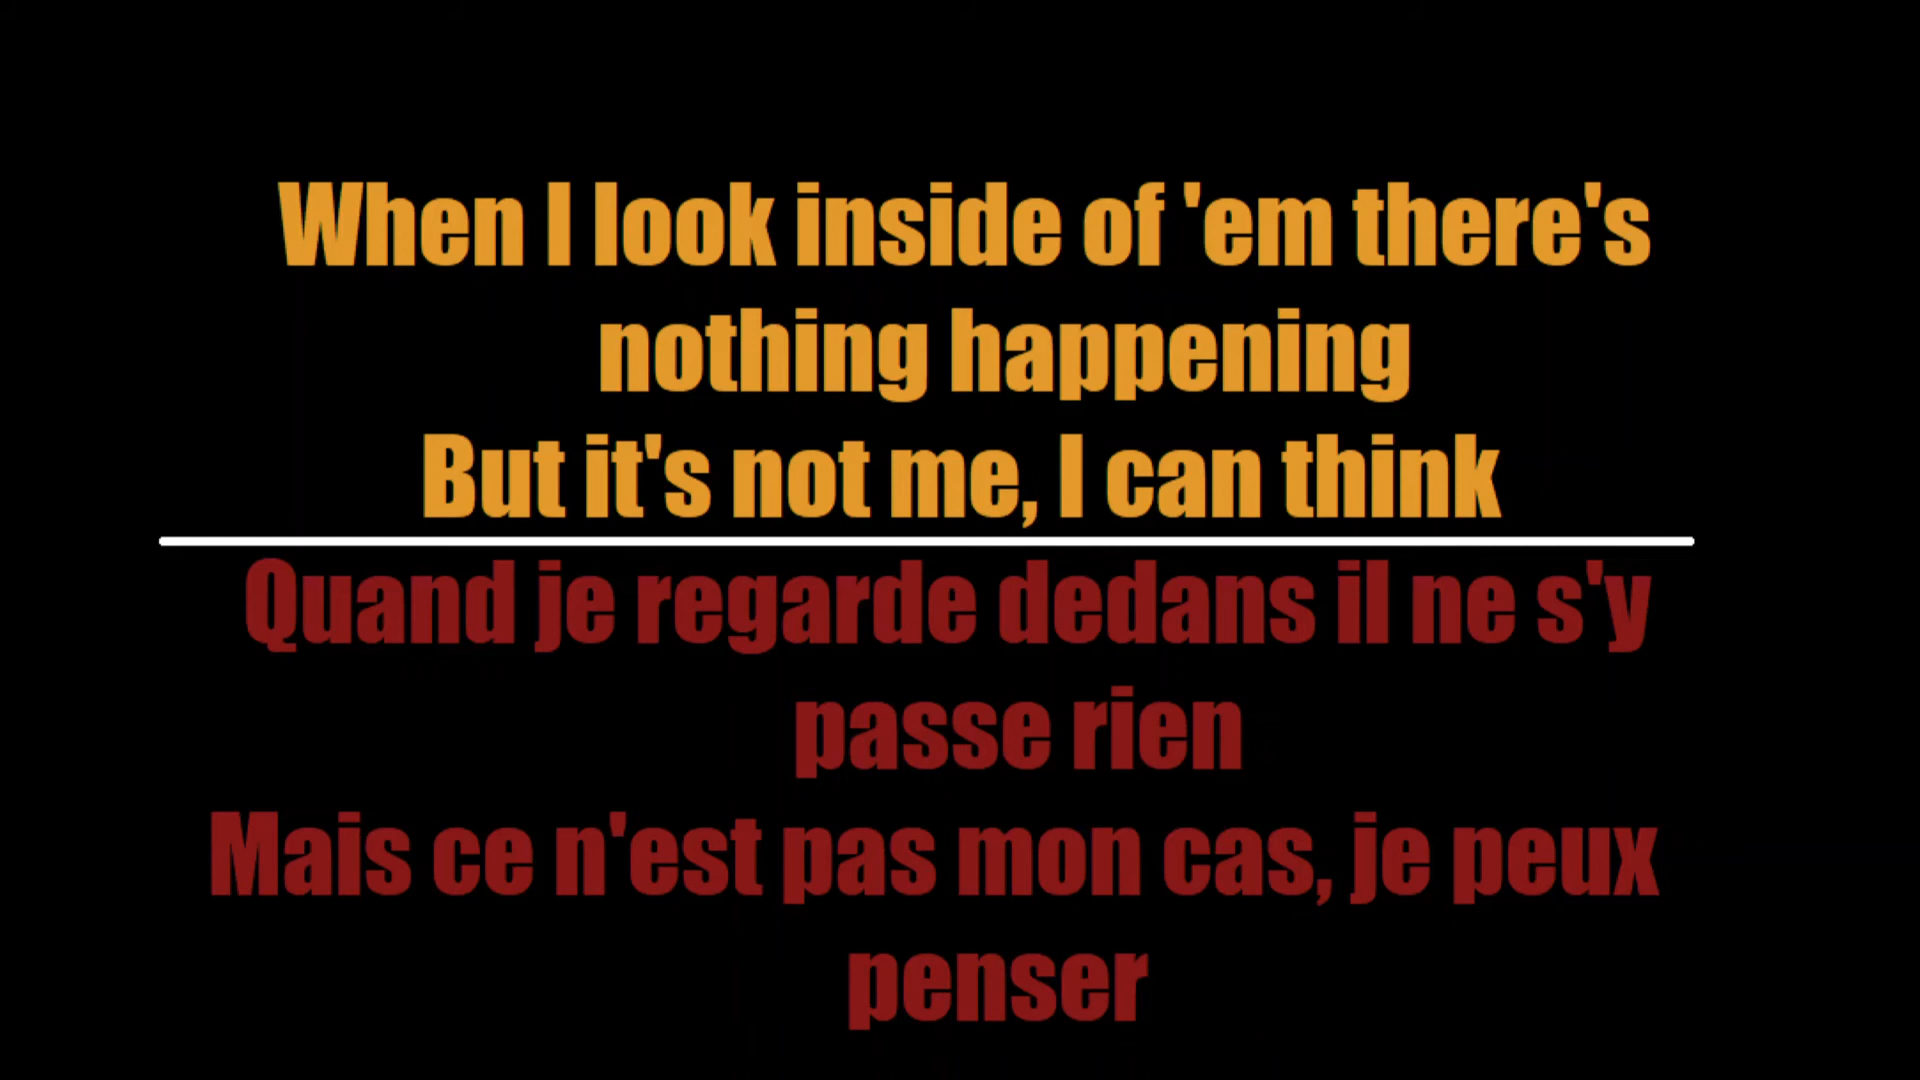 When I look inside of 'em there's
nothing happening
But it's not me, I can think
Quand je regarde dedans il ne s'y
passe rien
Mais ce n'est pas mon cas, je peux
penser